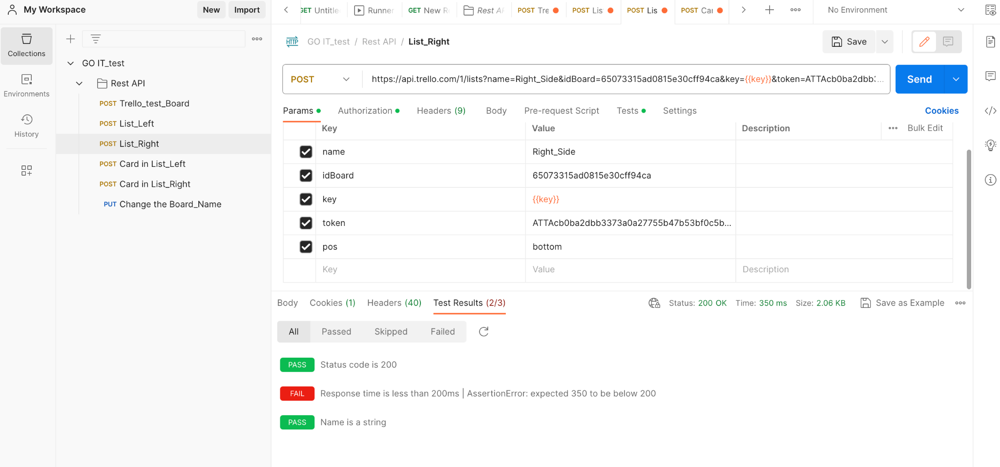 My Workspace
New
Import
GET Untitle
Runner
GET New R
Rest AP
POST Tre
POST Lis
POST Lis
POST Car
No Environment
Collections
Environments
History
GO IT_test
Rest API
POST Trello_test_Board
POST List_Left
POST List_Right
POST Card in List_Left
POST Card in List_Right
PUT Change the Board_Name
HTTP
GO IT_test / Rest API / List_Right
Save
POST
https://api.trello.com/1/lists?name=Right_Side&idBoard=65073315ad0815e30cff94ca&key={{key}}&token=ATTAcb0ba2dbb3...
Send
Params
Authorization
Headers (9)
Body
Pre-request Script
Tests
Settings
Cookies
Key Value Description
Bulk Edit
name Right_Side
idBoard 65073315ad0815e30cff94ca
key {{key}}
token ATTAcb0ba2dbb3373a0a27755b47b53bf0c5b...
pos bottom
Key Value Description
Body
Cookies (1)
Headers (40)
Test Results (2/3)
Status: 200 OK
Time: 350 ms
Size: 2.06 KB
Save as Example
All
Passed
Skipped
Failed
PASS Status code is 200
FAIL Response time is less than 200ms | AssertionError: expected 350 to be below 200
PASS Name is a string